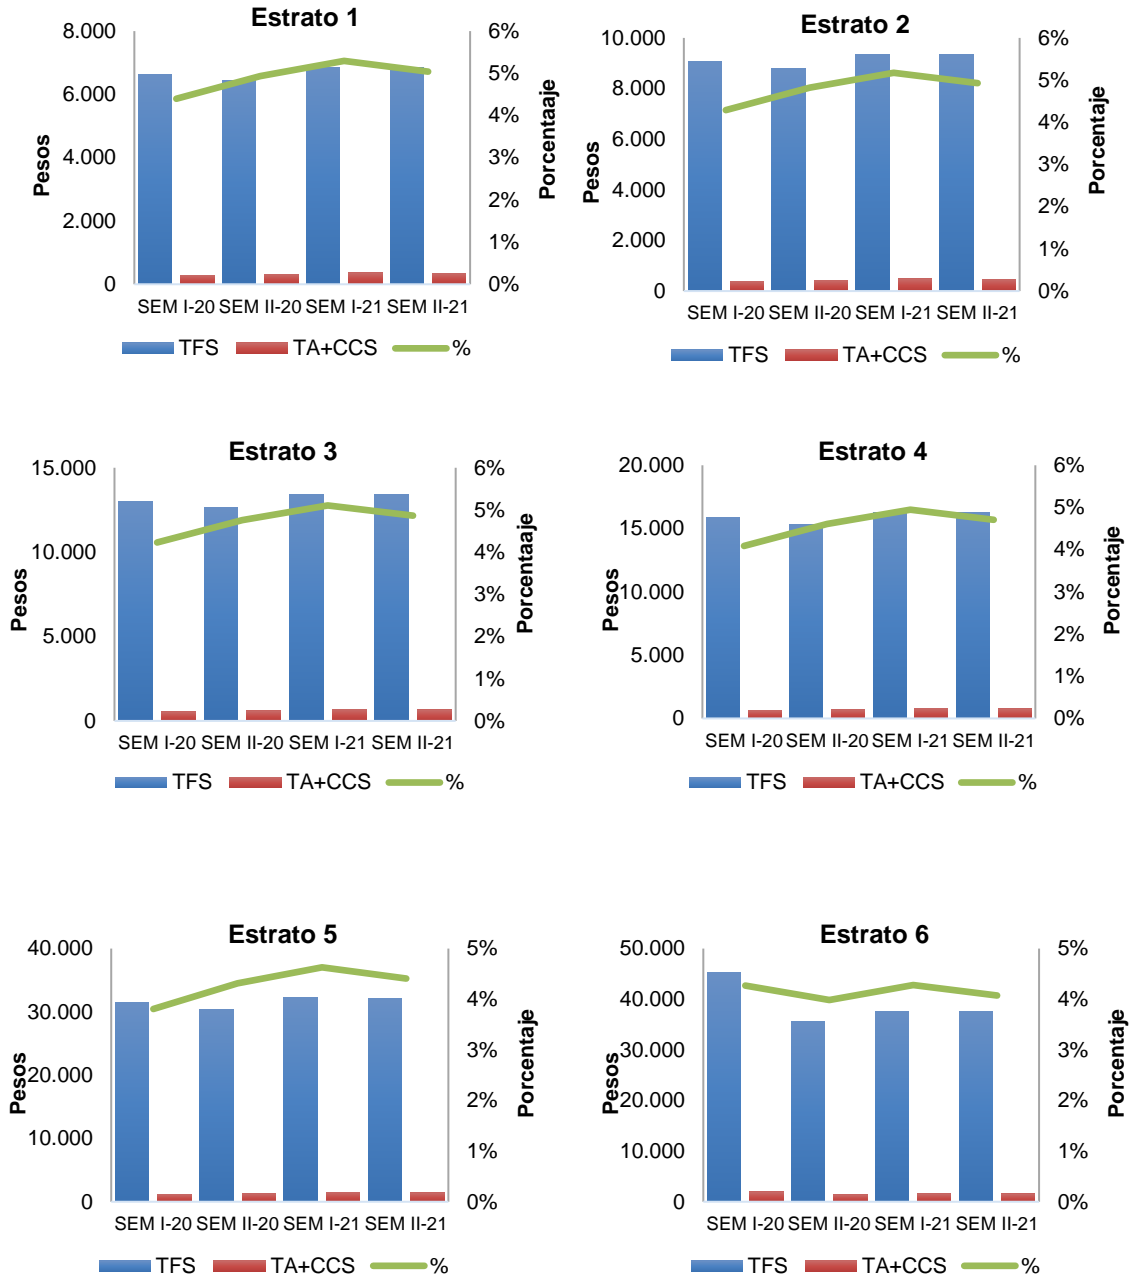 Estrato 1
8.000
6.000
4.000
2.000
0
Pesos
6%
5%
4%
3%
2%
1%
0%
Porcentaaje
SEM I-20 SEM II-20 SEM I-21 SEM II-21
TFS TA+CCS %
Estrato 2
10.000
8.000
6.000
4.000
2.000
0
Pesos
6%
5%
4%
3%
2%
1%
0%
Porcentaje
SEM I-20 SEM II-20 SEM I-21 SEM II-21
TFS TA+CCS %
Estrato 3
15.000
10.000
5.000
0
Pesos
6%
5%
4%
3%
2%
1%
0%
Porcentaje
SEM I-20 SEM II-20 SEM I-21 SEM II-21
TFS TA+CCS %
Estrato 4
20.000
15.000
10.000
5.000
0
Pesos
6%
5%
4%
3%
2%
1%
0%
Porcentaje
SEM I-20 SEM II-20 SEM I-21 SEM II-21
TFS TA+CCS %
Estrato 5
40.000
30.000
20.000
10.000
0
Pesos
5%
4%
3%
2%
1%
0%
Porcentaje
SEM I-20 SEM II-20 SEM I-21 SEM II-21
TFS TA+CCS %
Estrato 6
50.000
40.000
30.000
20.000
10.000
0
Pesos
5%
4%
3%
2%
1%
0%
Porcentaje
SEM I-20 SEM II-20 SEM I-21 SEM II-21
TFS TA+CCS %